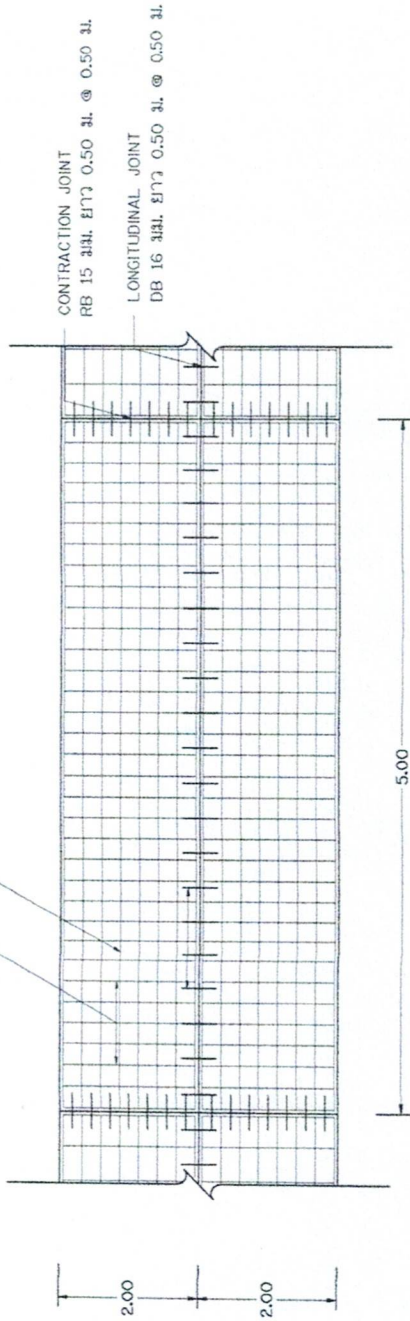 CONTRACTION JOINT
RB 15 มม. ยาว 0.50 ม. @ 0.50 ม.
LONGITUDINAL JOINT
DB 16 มม. ยาว 0.50 ม. @ 0.50 ม.
2.00
2.00
5.00